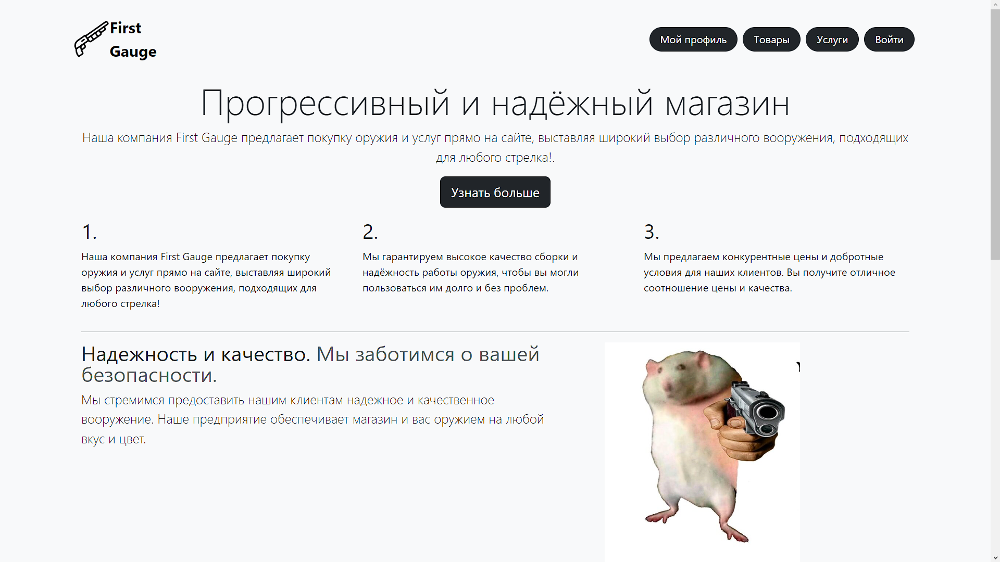 First
Gauge
Мой профиль
Товары
Услуги
Войти
Прогрессивный и надёжный магазин
Наша компания First Gauge предлагает покупку оружия и услуг прямо на сайте, выставляя широкий выбор различного вооружения, подходящих
для любого стрелка!.
Узнать больше
1.
Наша компания First Gauge предлагает покупку
оружия и услуг прямо на сайте, выставляя широкий
выбор различного вооружения, подходящих для
любого стрелка!
2.
Мы гарантируем высокое качество сборки и
надёжность работы оружия, чтобы вы могли
пользоваться им долго и без проблем.
3.
Мы предлагаем конкурентные цены и добротные
условия для наших клиентов. Вы получите отличное
соотношение цены и качества.
Надежность и качество. Мы заботимся о вашей
безопасности.
Мы стремимся предоставить нашим клиентам надежное и качественное
вооружение. Наше предприятие обеспечивает магазин и вас оружием на любой
вкус и цвет.